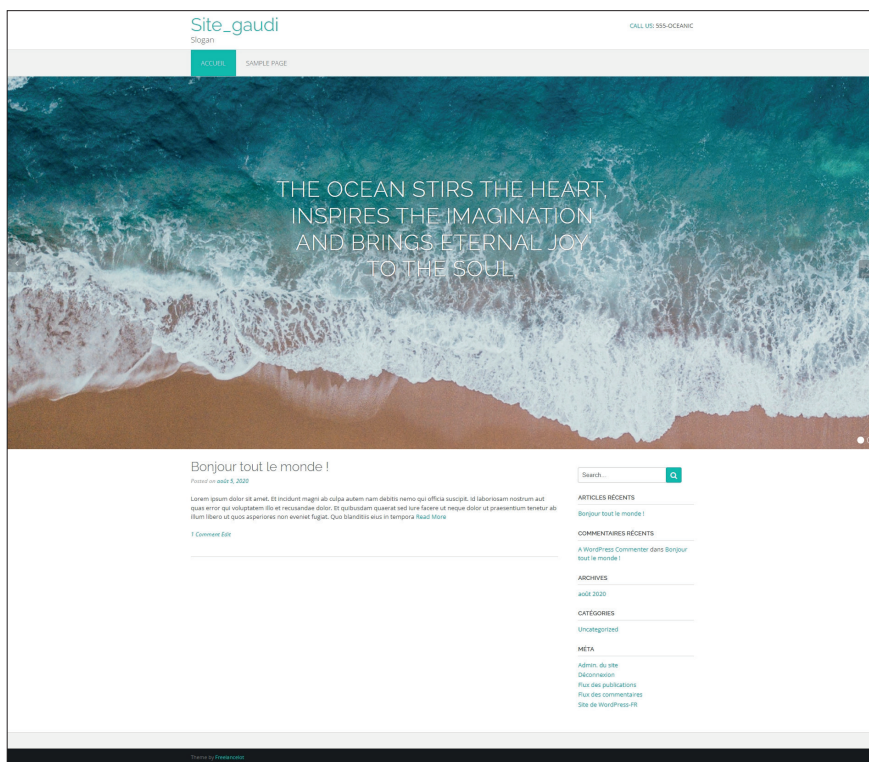 Site_gaudi
Slogan
CALL US: 555-OCEANIC
ACCUEIL
SAMPLE PAGE
THE OCEAN STIRS THE HEART,
INSPIRES THE IMAGINATION
AND BRINGS ETERNAL JOY
TO THE SOUL
Bonjour tout le monde !
Posted on août 5, 2020
Lorem ipsum dolor sit amet. Et incidunt magni ab culpa autem nam debitis nemo qui officia suscipit. Id laboriosam nostrum aut
quas error qui voluptatem illo et recusandae dolor. Et quibusdam quaerat sed iure facere ut neque dolor ut praesentium tenetur ab
illum libero ut quos asperiores non eveniet fugiat. Quo blanditiis eius in tempora Read More
1 Comment Edit
Search...
ARTICLES RÉCENTS
Bonjour tout le monde !
COMMENTAIRES RÉCENTS
A WordPress Commenter dans Bonjour
tout le monde !
ARCHIVES
août 2020
CATÉGORIES
Uncategorized
MÉTA
Admin. du site
Déconnexion
Flux des publications
Flux des commentaires
Site de WordPress-FR
Theme by Freelancelot